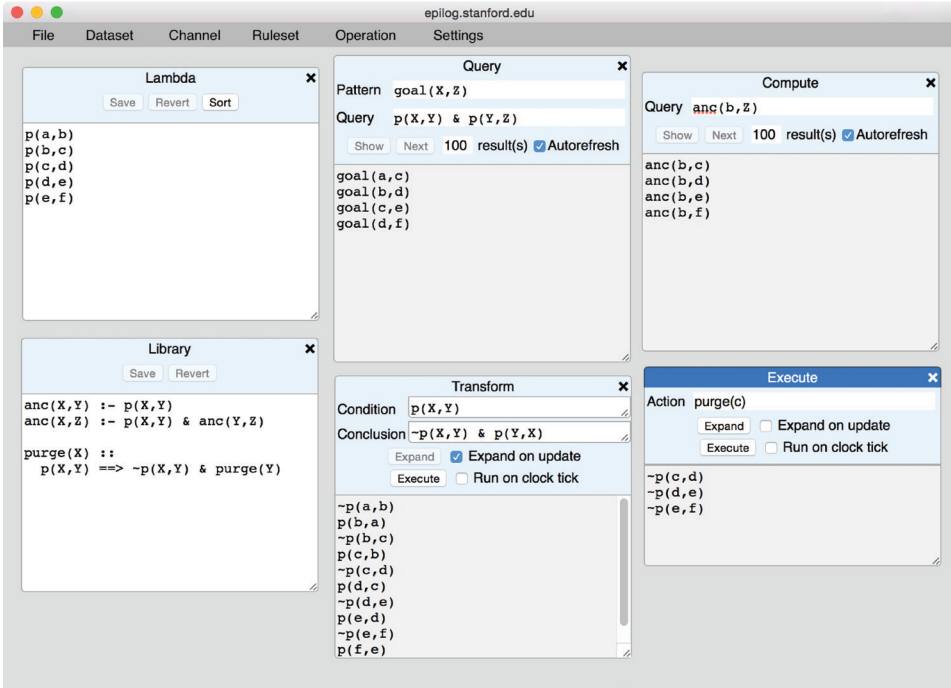 epilog.stanford.edu
File Dataset Channel Ruleset Operation Settings
Lambda
Save Revert Sort
p(a,b)
p(b,c)
p(c,d)
p(d,e)
p(e,f)
Library
Save Revert
anc(X,Y) :- p(X,Y)
anc(X,Z) :- p(X,Y) & anc(Y,Z)
purge(X) ::
p(X,Y) ==> ~p(X,Y) & purge(Y)
Query
Pattern goal(X,Z)
Query p(X,Y) & p(Y,Z)
Show Next 100 result(s) Autorefresh
goal(a,c)
goal(b,d)
goal(c,e)
goal(d,f)
Transform
Condition p(X,Y)
Conclusion ~p(X,Y) & p(Y,X)
Expand Expand on update
Execute Run on clock tick
~p(a,b)
p(b,a)
~p(b,c)
p(c,b)
~p(c,d)
p(d,c)
~p(d,e)
p(e,d)
~p(e,f)
p(f,e)
Compute
Query anc(b,Z)
Show Next 100 result(s) Autorefresh
anc(b,c)
anc(b,d)
anc(b,e)
anc(b,f)
Execute
Action purge(c)
Expand Expand on update
Execute Run on clock tick
~p(c,d)
~p(d,e)
~p(e,f)